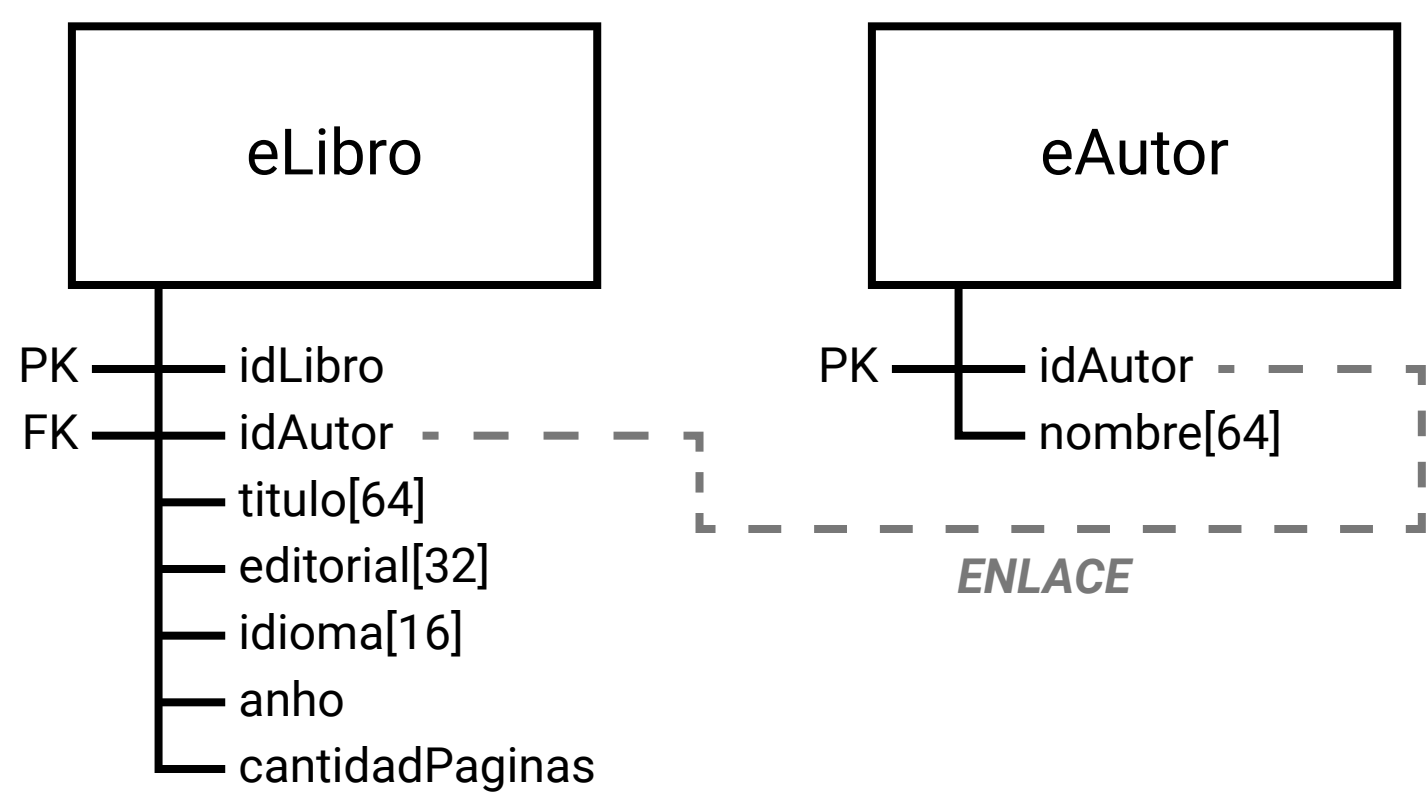 eLibro
PK idLibro
FK idAutor
titulo[64]
editorial[32]
idioma[16]
anho
cantidadPaginas
eAutor
PK idAutor
nombre[64]
ENLACE